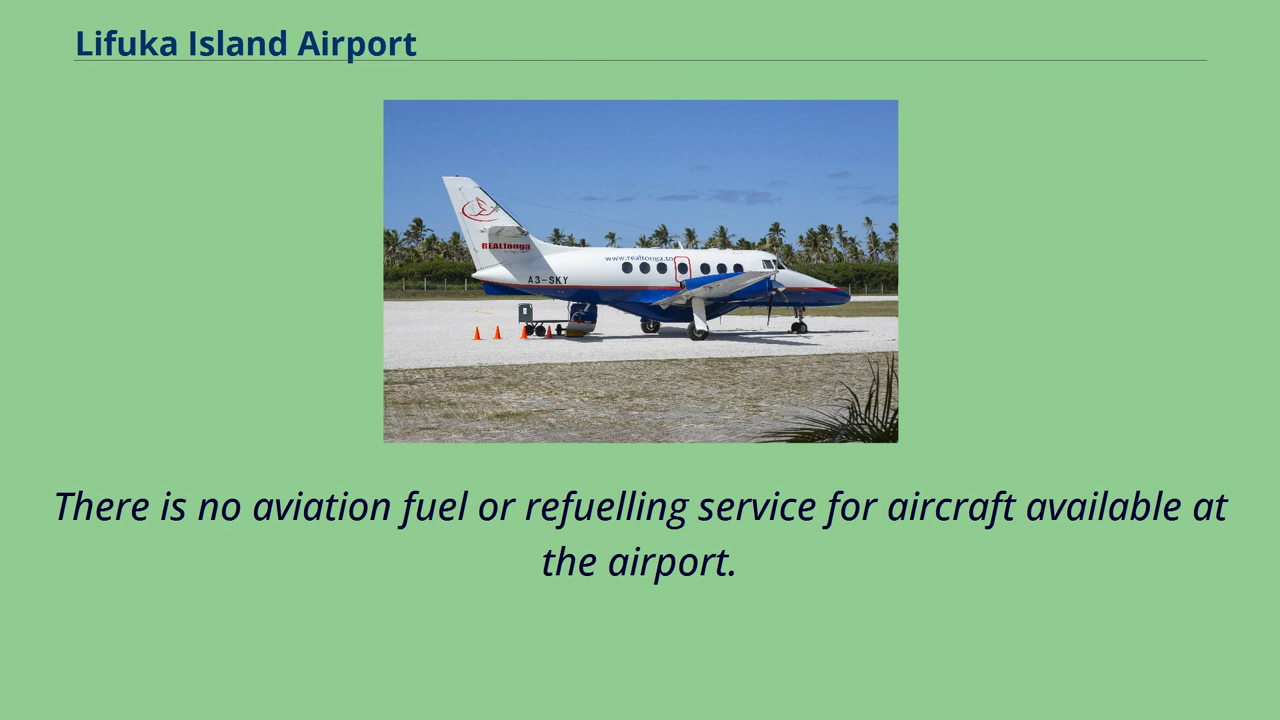 Lifuka Island Airport
REALtonga
www.realtonga.to
A3-SKY
There is no aviation fuel or refuelling service for aircraft available at
the airport.